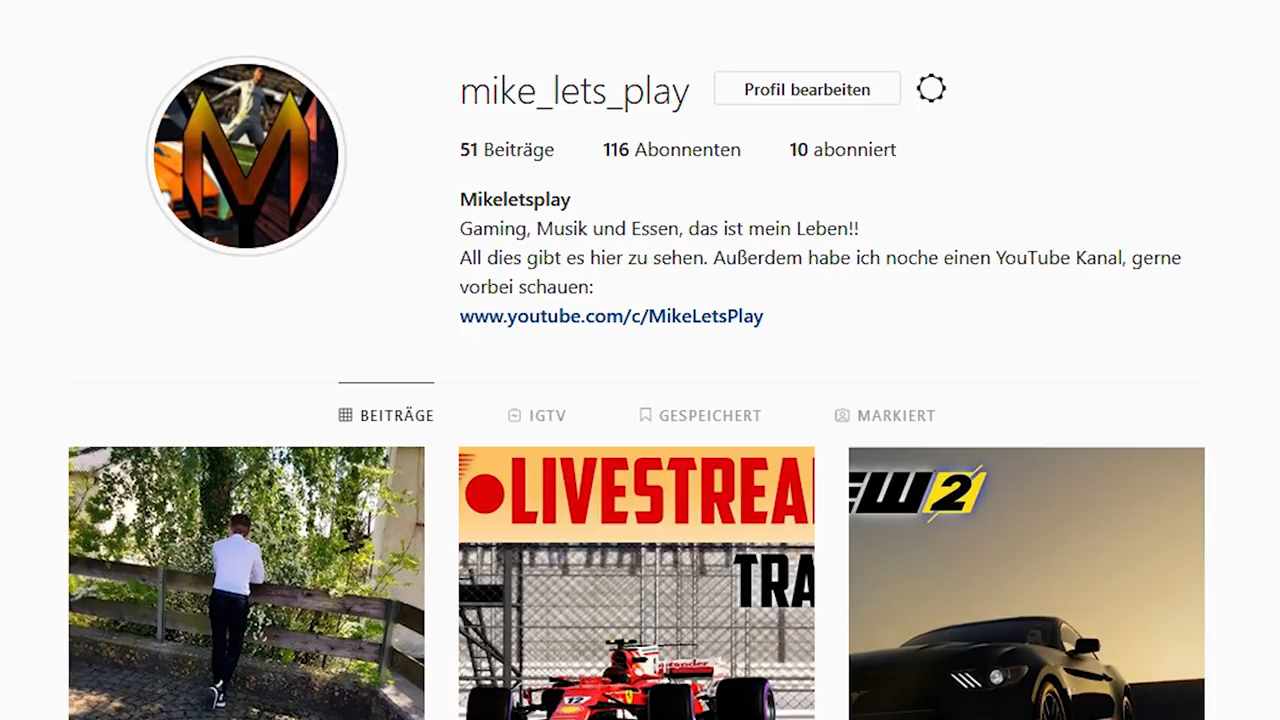 mike_lets_play Profil bearbeiten
51 Beiträge 116 Abonnenten 10 abonniert
Mikeletsplay
Gaming, Musik und Essen, das ist mein Leben!!
All dies gibt es hier zu sehen. Außerdem habe ich noche einen YouTube Kanal, gerne
vorbei schauen:
www.youtube.com/c/MikeLetsPlay
BEITRÄGE IGTV GESPEICHERT MARKIERT
LIVESTREA
EW 2
TRA